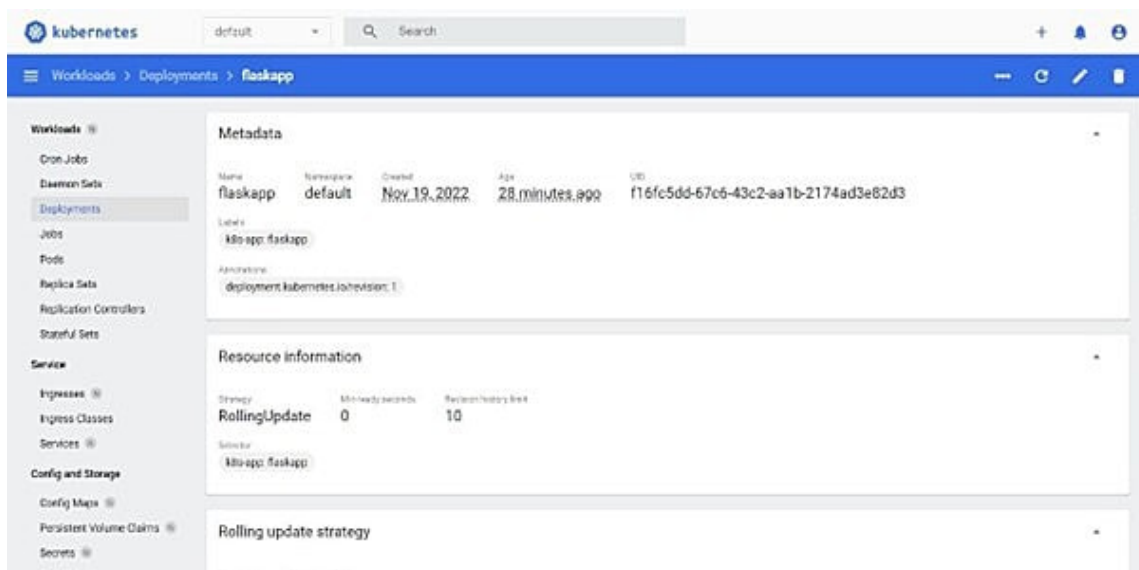 kubernetes
default
Search
Workloads > Deployments > flaskapp
Workloads N
Cron Jobs
Daemon Sets
Deployments
Jobs
Pods
Replica Sets
Replication Controllers
Stateful Sets
Service
Ingresses N
Ingress Classes
Services N
Config and Storage
Config Maps N
Persistent Volume Claims N
Secrets N
Metadata
Name Namespace Created Age UID
flaskapp default Nov 19, 2022 28 minutes ago f16fc5dd-67c6-43c2-aa1b-2174ad3e82d3
Labels
k8s-app: flaskapp
Annotations
deployment.kubernetes.io/revision: 1
Resource information
Strategy Min ready seconds Revision history limit
RollingUpdate 0 10
Selector
k8s-app: flaskapp
Rolling update strategy